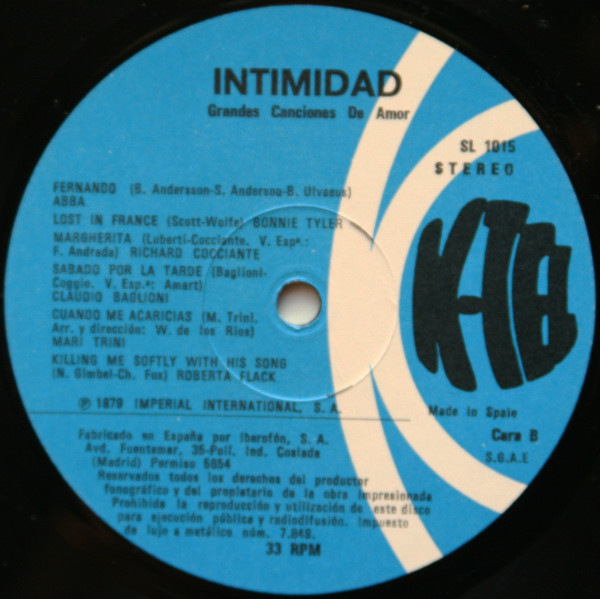 INTIMIDAD
Grandes Canciones De Amor
SL 1015
STEREO
FERNANDO (B. Andersson-S. Anderson-B. Ulvaeus)
ABBA
LOST IN FRANCE (Scott-Wolfe) BONNIE TYLER
MARGHERITA (Luberti-Cocciante. V. Espª.:
F. Andrada) RICHARD COCCIANTE
SABADO POR LA TARDE (Baglioni-
Coggio. V. Esp.ª: Amart)
CLAUDIO BAGLIONI
CUANDO ME ACARICIAS (M. Trini.
Arr. y dirección: W. de los Rios)
MARI TRINI
KILLING ME SOFTLY WITH HIS SONG
(N. Gimbel-Ch. Fox) ROBERTA FLACK
K-TEL
℗ 1979 IMPERIAL INTERNATIONAL, S. A.
Made in Spain
Cara B
S.G.A.E
Fabricado en España por Iberofón, S. A.
Avd. Fuentemar, 35-Poli. Ind. Coslada
(Madrid) Permiso 5654
Reservados todos los derechos del productor
fonográfico y del propietario de la obra impresionada
Prohibida la reproducción y utilización de este disco
para ejecución pública y radiodifusión. Impuesto
de lujo a metálico núm. 7.849.
33 RPM